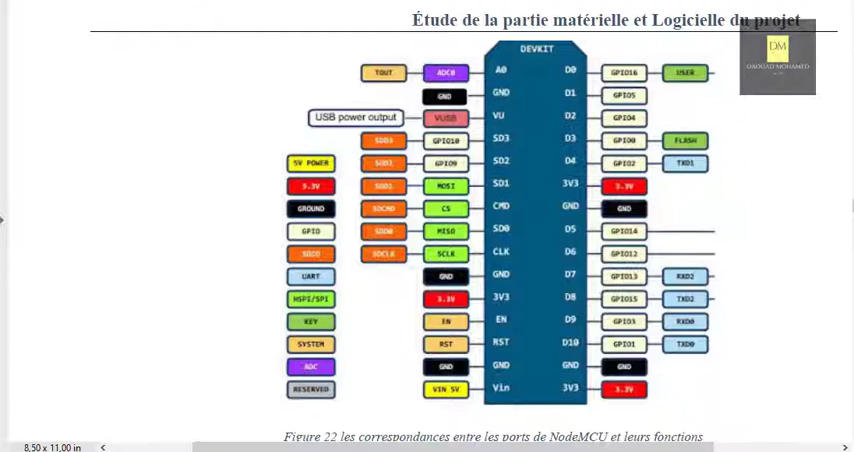 Étude de la partie matérielle et Logicielle du projet
DM
DAOUAD MOHAMED
DEVKIT
TOUT ADC0 A0 D0 GPIO16 USER
GND GND D1 GPIO5
USB power output VUSB VU D2 GPIO4
SDD3 GPIO10 SD3 D3 GPIO0 FLASH
5V POWER SDD2 GPIO9 SD2 D4 GPIO2 TXD1
3.3V SDD1 MOSI SD1 3V3 3.3V
GROUND SDCMD CS CMD GND GND
GPIO SDD0 MISO SD0 D5 GPIO14
SDIO SDCLK SCLK CLK D6 GPIO12
UART GND GND D7 GPIO13 RXD2
HSPI/SPI 3.3V 3V3 D8 GPIO15 TXD2
KEY EN EN D9 GPIO3 RXD0
SYSTEM RST RST D10 GPIO1 TXD0
ADC GND GND GND GND
RESERVED VIN 5V Vin 3V3 3.3V
Figure 22 les correspondances entre les ports de NodeMCU et leurs fonctions
8,50 x 11,00 in